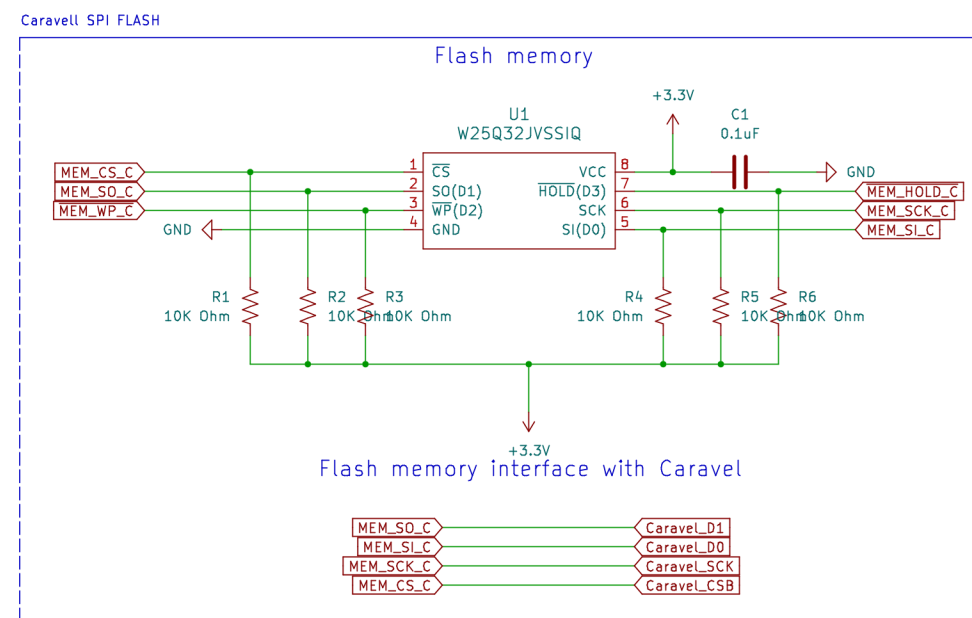 Caravell SPI FLASH
Flash memory
+3.3V
U1
W25Q32JVSSIQ
C1
0.1uF
MEM_CS_C 1 CS VCC 8 GND
MEM_SO_C 2 SO(D1) HOLD(D3) 7 MEM_HOLD_C
MEM_WP_C 3 WP(D2) SCK 6 MEM_SCK_C
GND 4 GND SI(D0) 5 MEM_SI_C
R1 R2 R3 R4 R5 R6
10K Ohm 10K Ohm 10K Ohm 10K Ohm 10K Ohm 10K Ohm
+3.3V
Flash memory interface with Caravel
MEM_SO_C Caravel_D1
MEM_SI_C Caravel_D0
MEM_SCK_C Caravel_SCK
MEM_CS_C Caravel_CSB